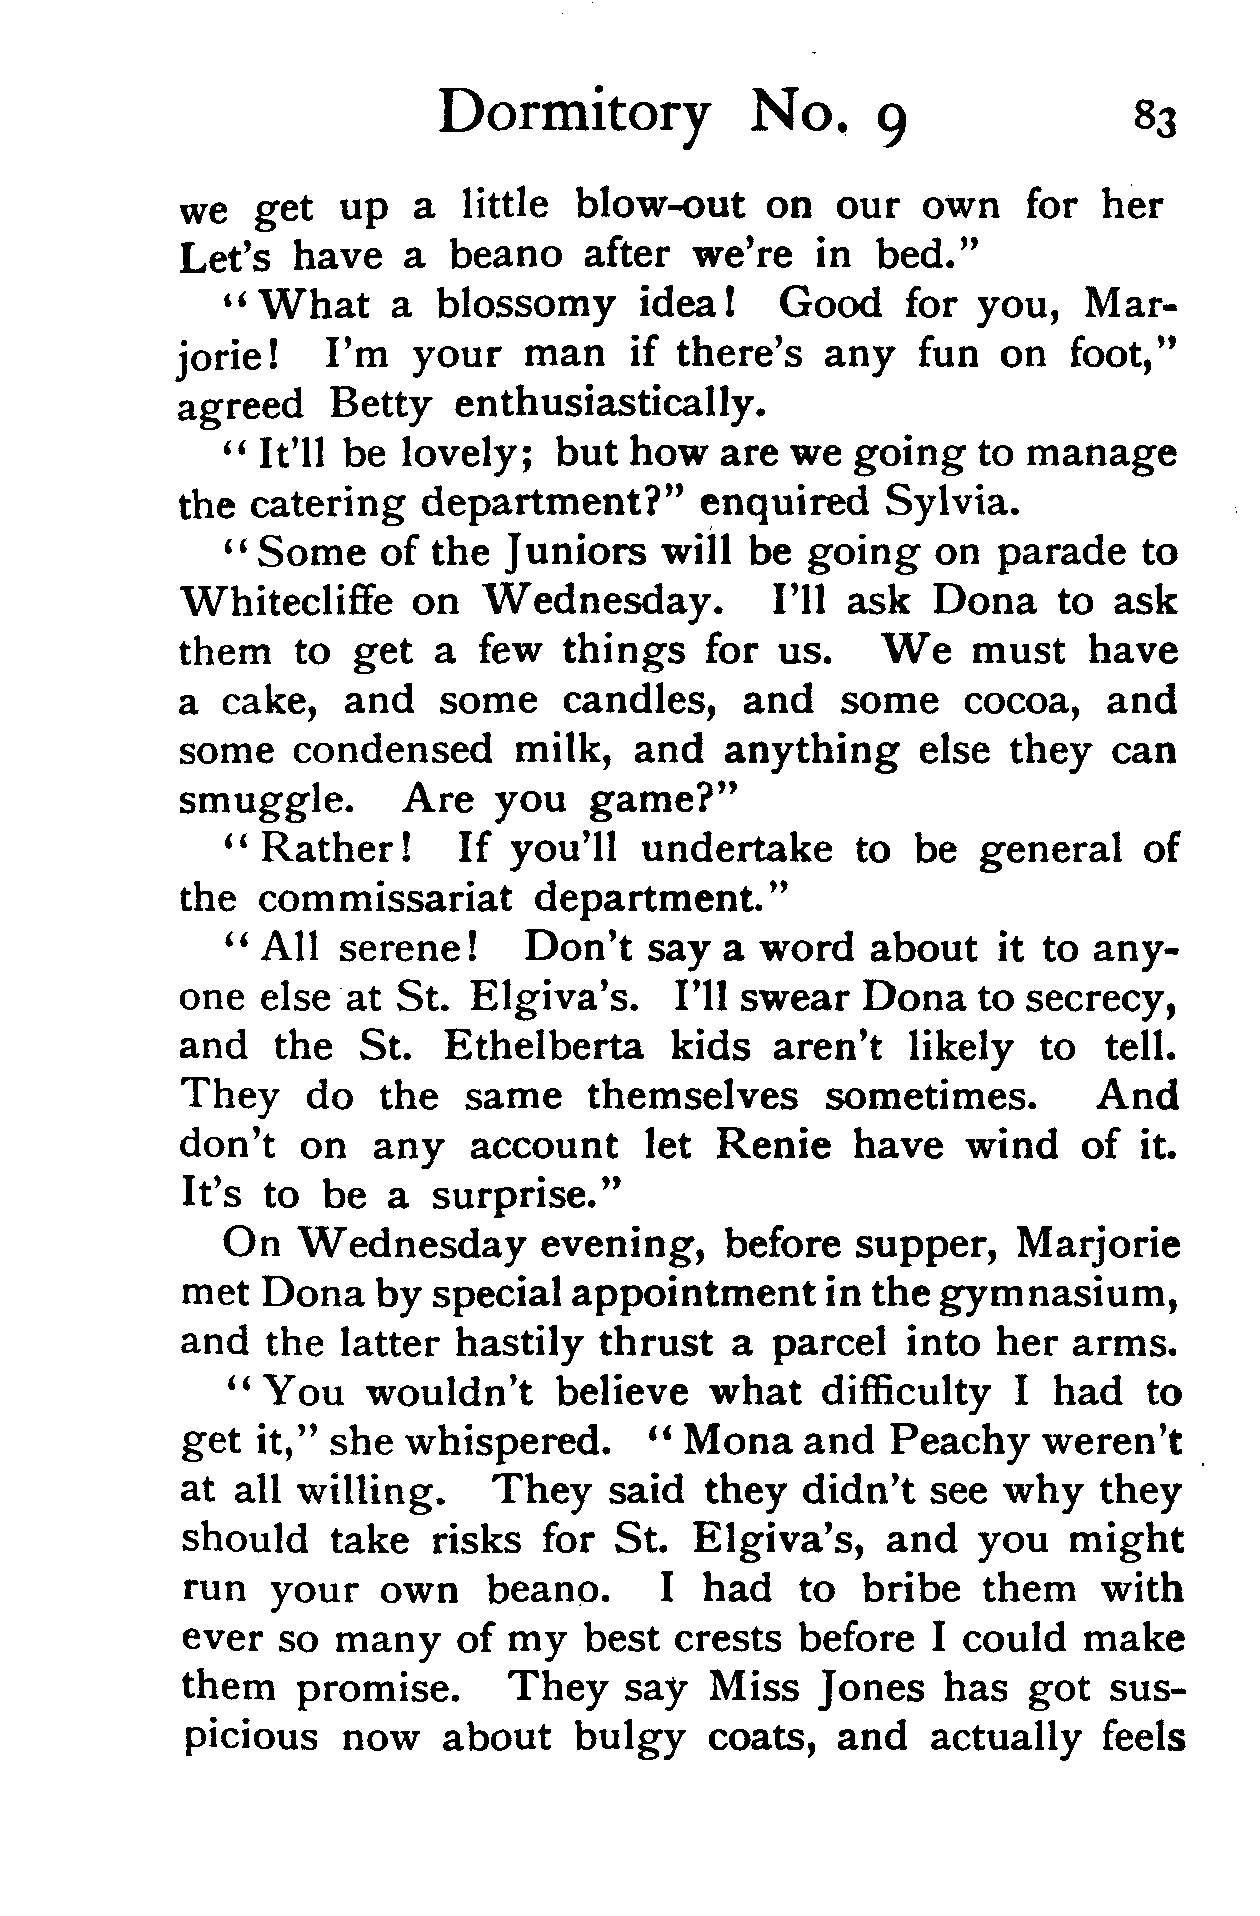 Dormitory No. 9 83
we get up a little blow-out on our own for her
Let's have a beano after we're in bed."
"What a blossomy idea! Good for you, Mar-
jorie! I'm your man if there's any fun on foot,"
agreed Betty enthusiastically.
"It'll be lovely; but how are we going to manage
the catering department?" enquired Sylvia.
"Some of the Juniors will be going on parade to
Whitecliffe on Wednesday. I'll ask Dona to ask
them to get a few things for us. We must have
a cake, and some candles, and some cocoa, and
some condensed milk, and anything else they can
smuggle. Are you game?"
"Rather! If you'll undertake to be general of
the commissariat department."
"All serene! Don't say a word about it to any-
one else at St. Elgiva's. I'll swear Dona to secrecy,
and the St. Ethelberta kids aren't likely to tell.
They do the same themselves sometimes. And
don't on any account let Renie have wind of it.
It's to be a surprise."
On Wednesday evening, before supper, Marjorie
met Dona by special appointment in the gymnasium,
and the latter hastily thrust a parcel into her arms.
"You wouldn't believe what difficulty I had to
get it," she whispered. "Mona and Peachy weren't
at all willing. They said they didn't see why they
should take risks for St. Elgiva's, and you might
run your own beano. I had to bribe them with
ever so many of my best crests before I could make
them promise. They say Miss Jones has got sus-
picious now about bulgy coats, and actually feels